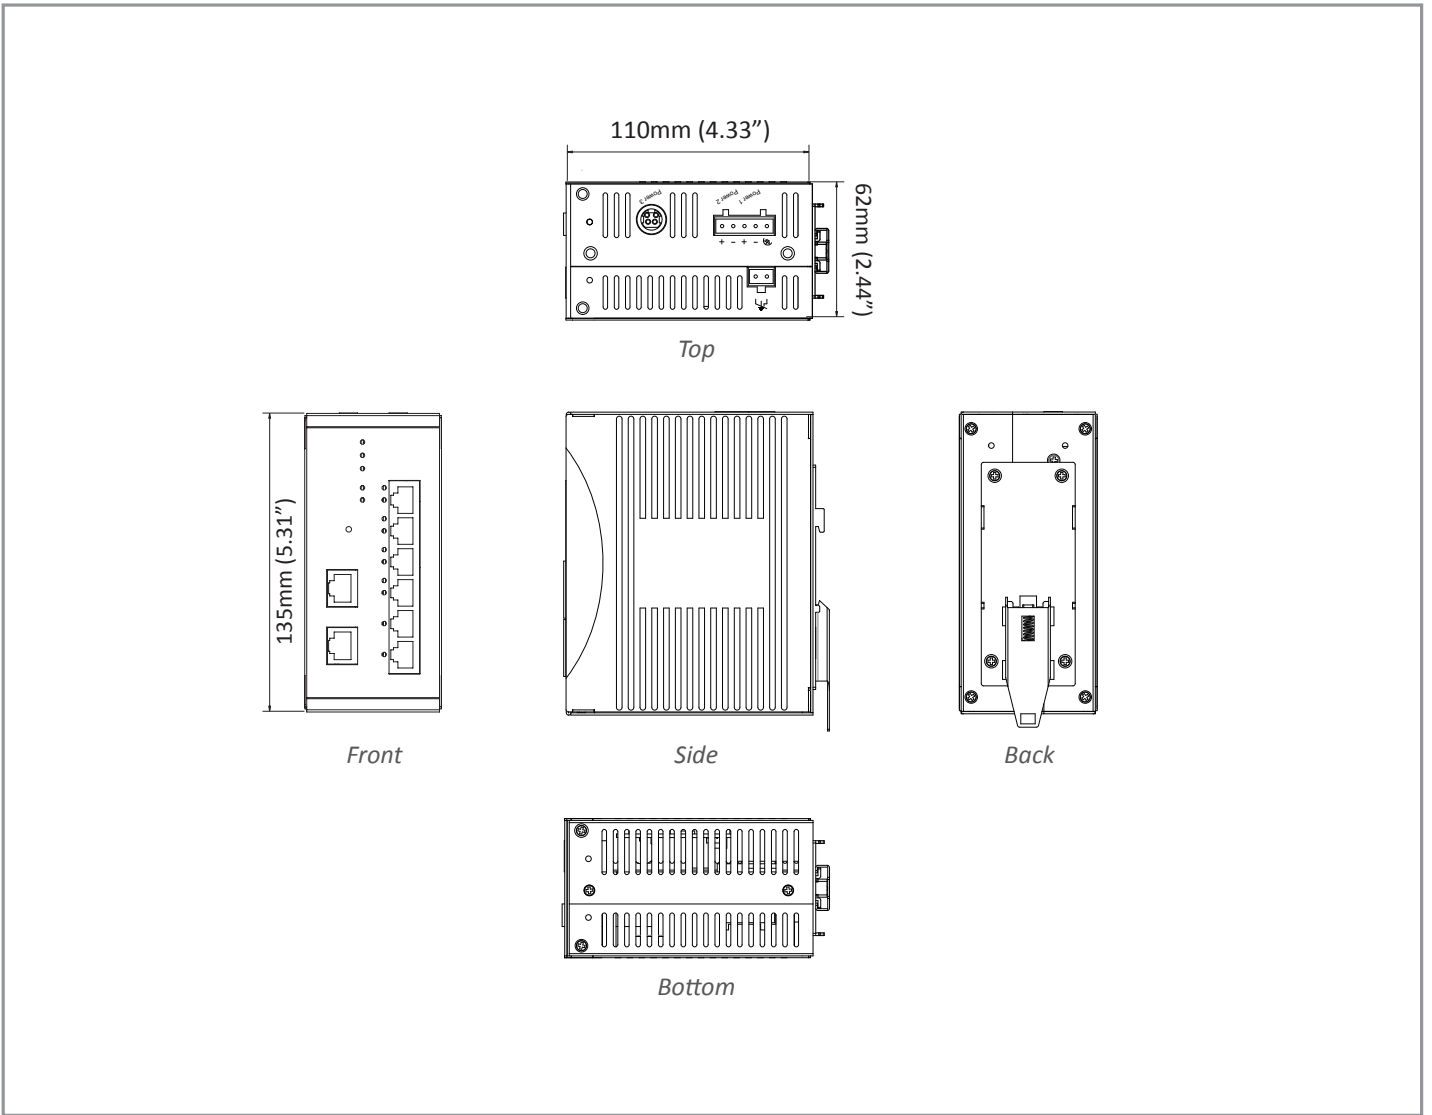 110mm (4.33”)
62mm (2.44”)
Power 3
Power 2
Power 1
+ – + –
Top
135mm (5.31”)
Front
Side
Back
Bottom